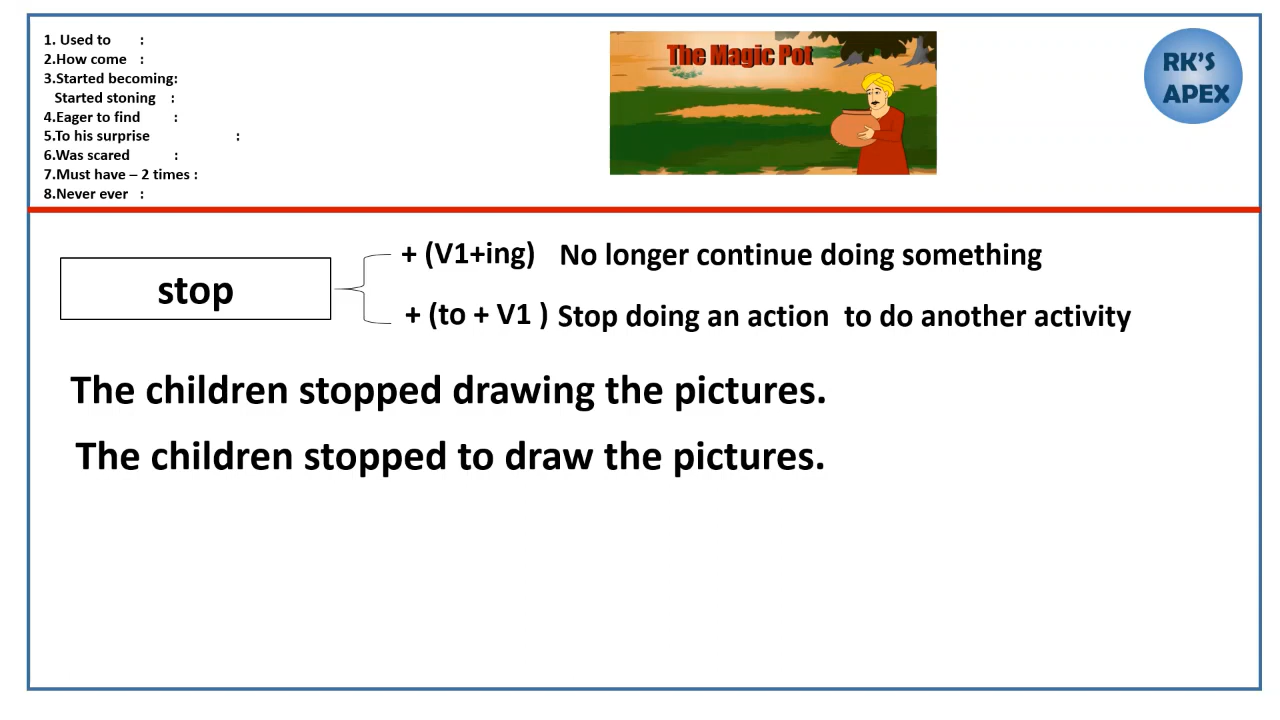 1. Used to :
2.How come :
3.Started becoming:
Started stoning :
4.Eager to find :
5.To his surprise :
6.Was scared :
7.Must have – 2 times :
8.Never ever :
The Magic Pot
RK'S
APEX
stop
+ (V1+ing) No longer continue doing something
+ (to + V1 ) Stop doing an action to do another activity
The children stopped drawing the pictures.
The children stopped to draw the pictures.